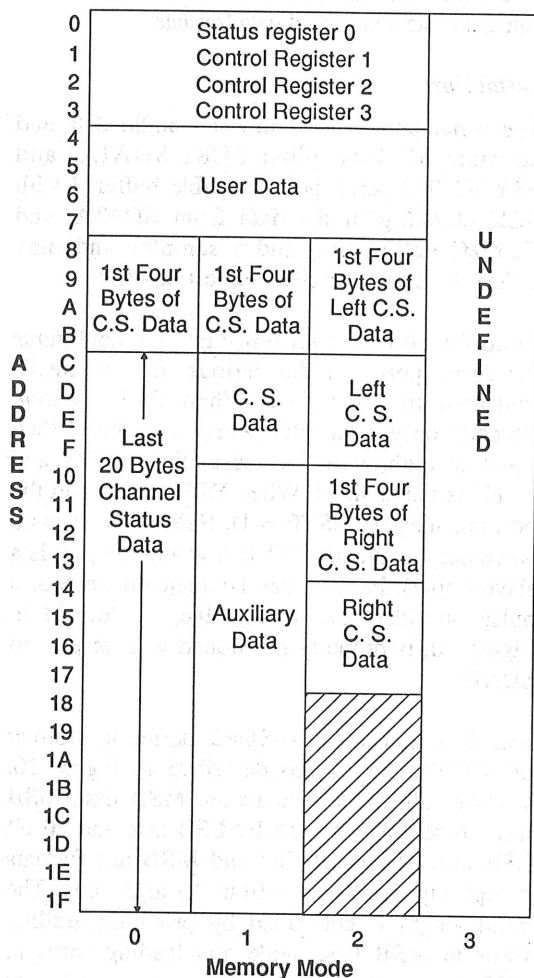 0
1
2
3
4
5
6
7
8
9
A
B
C
D
E
F
10
11
12
13
14
15
16
17
18
19
1A
1B
1C
1D
1E
1F
ADDRESS
Status register 0
Control Register 1
Control Register 2
Control Register 3
User Data
1st Four
Bytes of
C.S. Data
1st Four
Bytes of
C.S. Data
1st Four
Bytes of
Left C.S.
Data
Last
20 Bytes
Channel
Status
Data
C. S.
Data
Left
C. S.
Data
1st Four
Bytes of
Right
C.S. Data
Auxiliary
Data
Right
C. S.
Data
UNDEFINED
0 1 2 3
Memory Mode